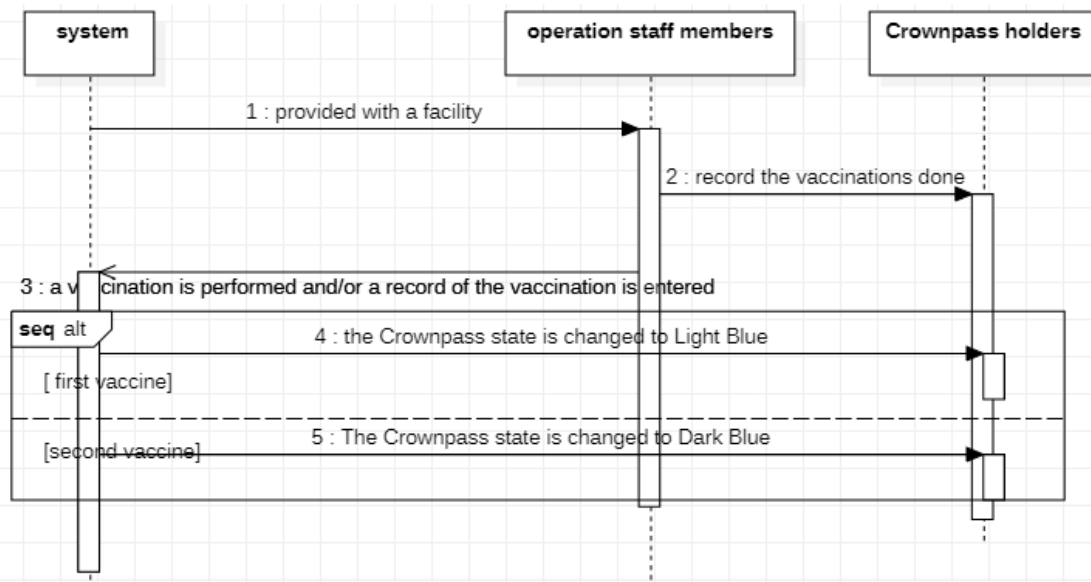 system
operation staff members
Crownpass holders
1 : provided with a facility
2 : record the vaccinations done
3 : a vaccination is performed and/or a record of the vaccination is entered
seq alt
4 : the Crownpass state is changed to Light Blue
[ first vaccine]
5 : The Crownpass state is changed to Dark Blue
[second vaccine]